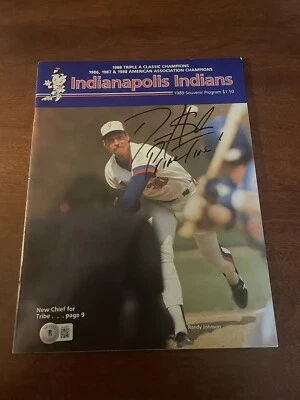 1988 TRIPLE A CLASSIC CHAMPIONS
1986, 1987 & 1988 AMERICAN ASSOCIATION CHAMPIONS
Indianapolis Indians
1989 Souvenir Program $1.50
New Chief for
Tribe . . . page 9
Randy Johnson